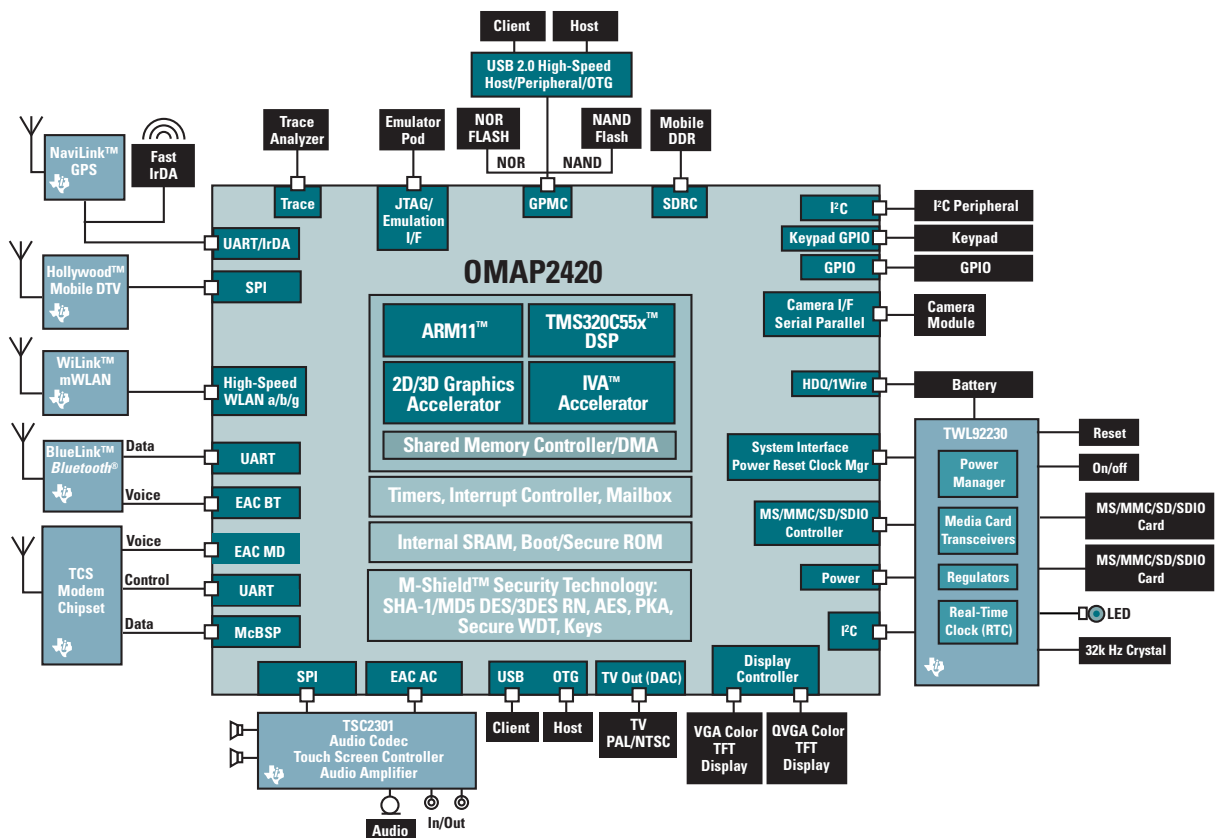 Client
Host
USB 2.0 High-Speed
Host/Peripheral/OTG
Trace
Analyzer
Emulator
Pod
NOR
FLASH
NAND
Flash
Mobile
DDR
NOR
NAND
NaviLink™
GPS
Fast
IrDA
Trace
JTAG/
Emulation
I/F
GPMC
SDRC
I²C
I²C Peripheral
Keypad GPIO
Keypad
GPIO
GPIO
Camera I/F
Serial Parallel
Camera
Module
UART/IrDA
Hollywood™
Mobile DTV
SPI
OMAP2420
ARM11™
TMS320C55x™
DSP
2D/3D Graphics
Accelerator
IVA™
Accelerator
Shared Memory Controller/DMA
WiLink™
mWLAN
High-Speed
WLAN a/b/g
HDQ/1Wire
Battery
BlueLink™
Bluetooth®
Data
UART
Voice
EAC BT
Timers, Interrupt Controller, Mailbox
Internal SRAM, Boot/Secure ROM
M-Shield™ Security Technology:
SHA-1/MD5 DES/3DES RN, AES, PKA,
Secure WDT, Keys
System Interface
Power Reset Clock Mgr
MS/MMC/SD/SDIO
Controller
Power
I²C
TWL92230
Power
Manager
Media Card
Transceivers
Regulators
Real-Time
Clock (RTC)
Reset
On/off
MS/MMC/SD/SDIO
Card
MS/MMC/SD/SDIO
Card
LED
32k Hz Crystal
TCS
Modem
Chipset
Voice
EAC MD
Control
UART
Data
McBSP
SPI
EAC AC
USB
OTG
TV Out (DAC)
Display
Controller
TSC2301
Audio Codec
Touch Screen Controller
Audio Amplifier
Client
Host
TV
PAL/NTSC
VGA Color
TFT
Display
QVGA Color
TFT
Display
Audio
In/Out